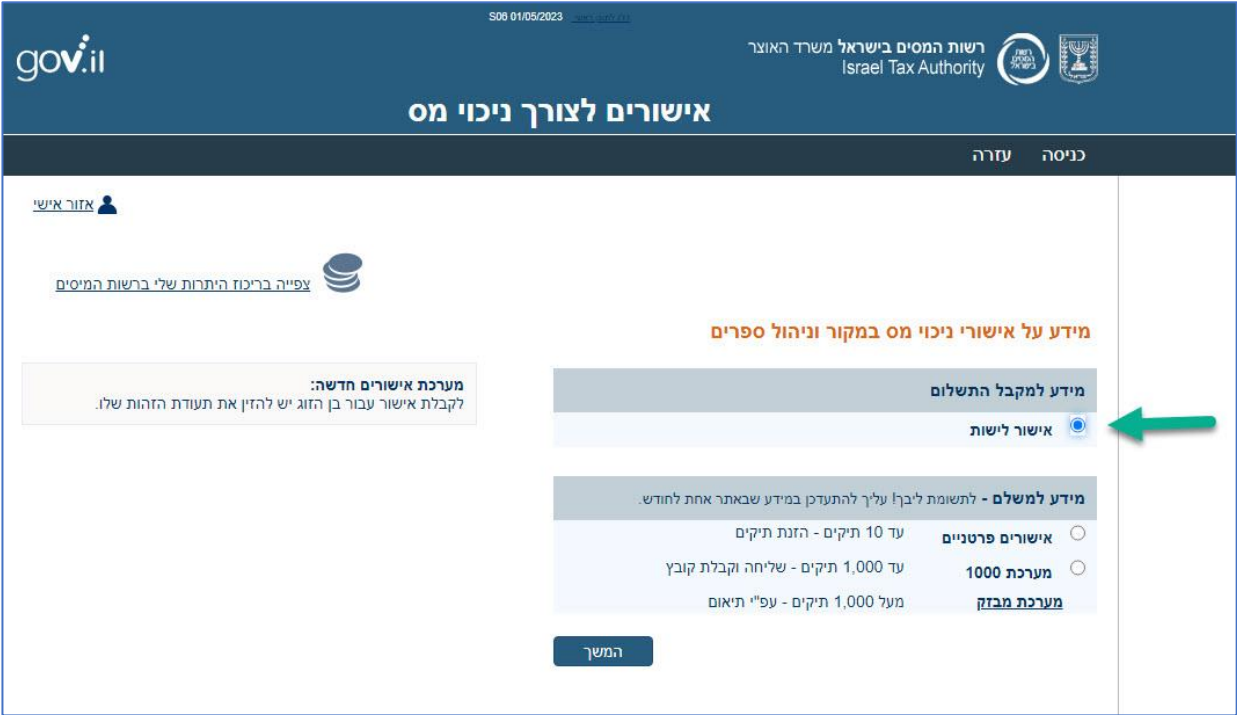 S06 01/05/2023
gov.il
רשות המסים בישראל משרד האוצר
Israel Tax Authority
אישורים לצורך ניכוי מס
כניסה עזרה
אזור אישי
צפייה בריכוז היתרות שלי ברשות המיסים
מידע על אישורי ניכוי מס במקור וניהול ספרים
מידע למקבל התשלום
אישור לישות
מערכת אישורים חדשה:
לקבלת אישור עבור בן הזוג יש להזין את תעודת הזהות שלו.
מידע למשלם - לתשומת ליבך! עליך להתעדכן במידע שבאתר אחת לחודש.
אישורים פרטניים עד 10 תיקים - הזנת תיקים
מערכת 1000 עד 1,000 תיקים - שליחה וקבלת קובץ
מערכת מבזק מעל 1,000 תיקים - עפ"י תיאום
המשך